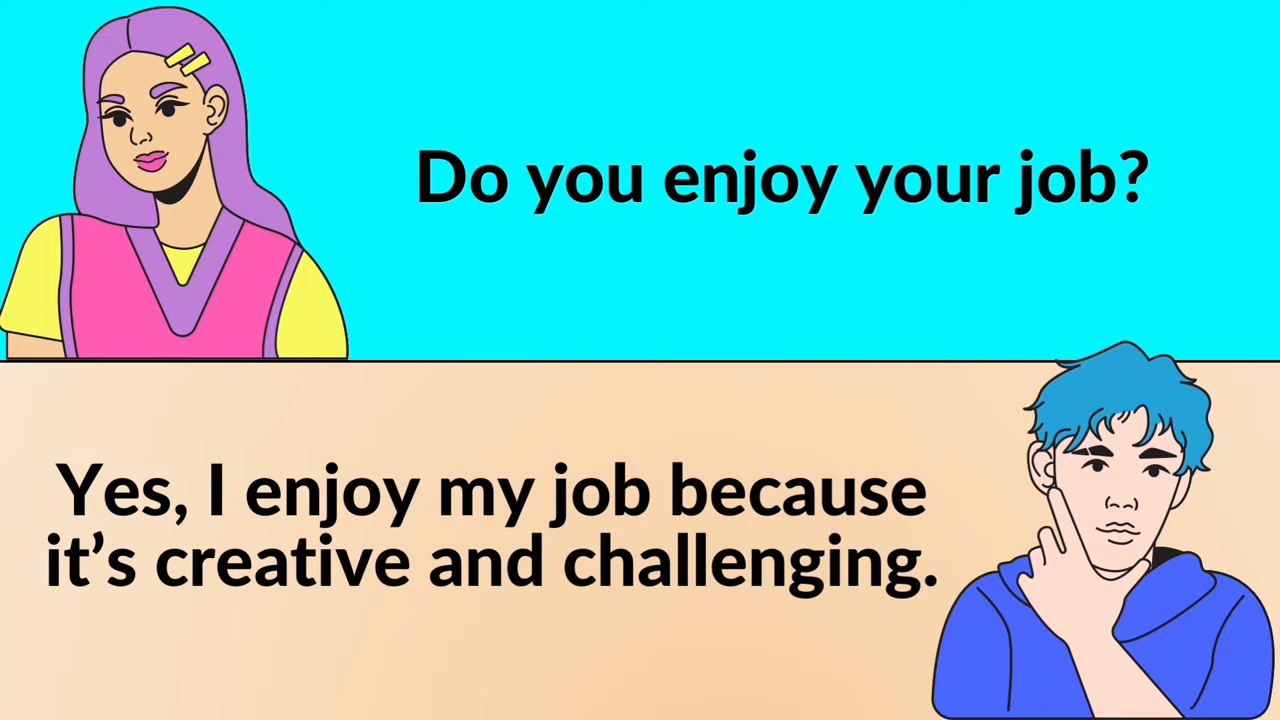 Do you enjoy your job?
Yes, I enjoy my job because
it’s creative and challenging.